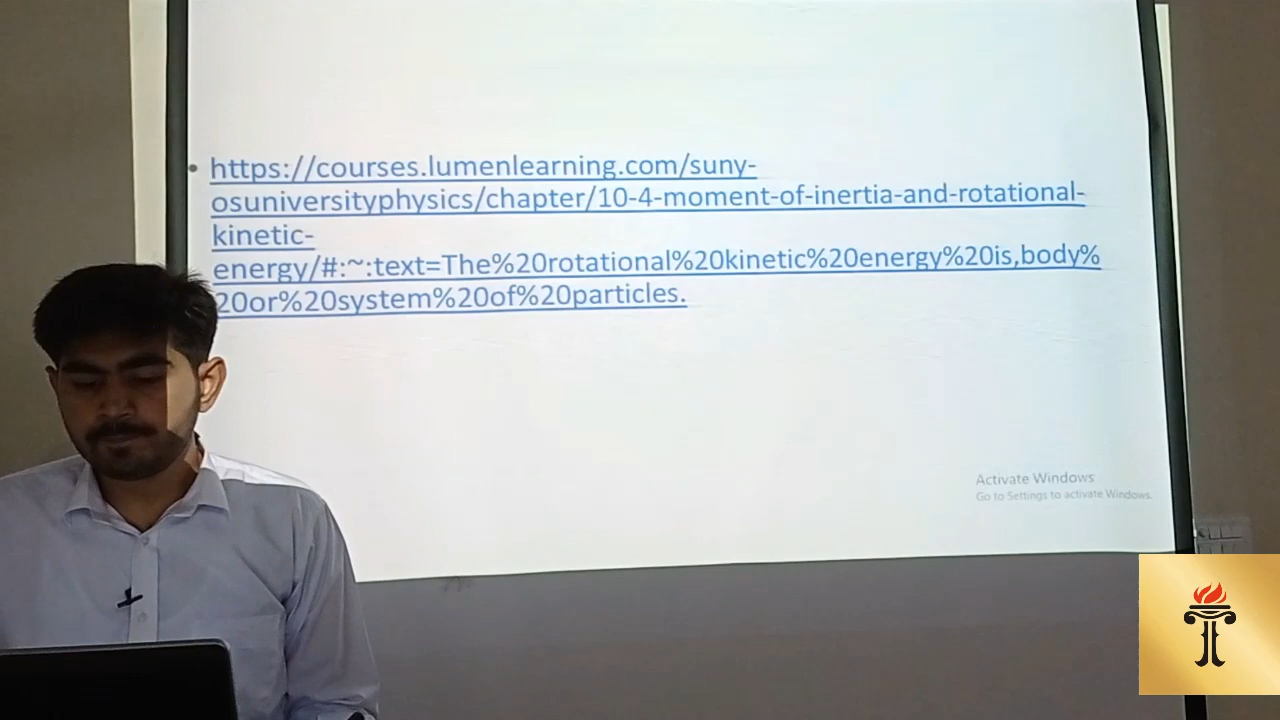 https://courses.lumenlearning.com/suny-
osuniversityphysics/chapter/10-4-moment-of-inertia-and-rotational-
kinetic-
energy/#:~:text=The%20rotational%20kinetic%20energy%20is,body%
20or%20system%20of%20particles.
Activate Windows
Go to Settings to activate Windows.